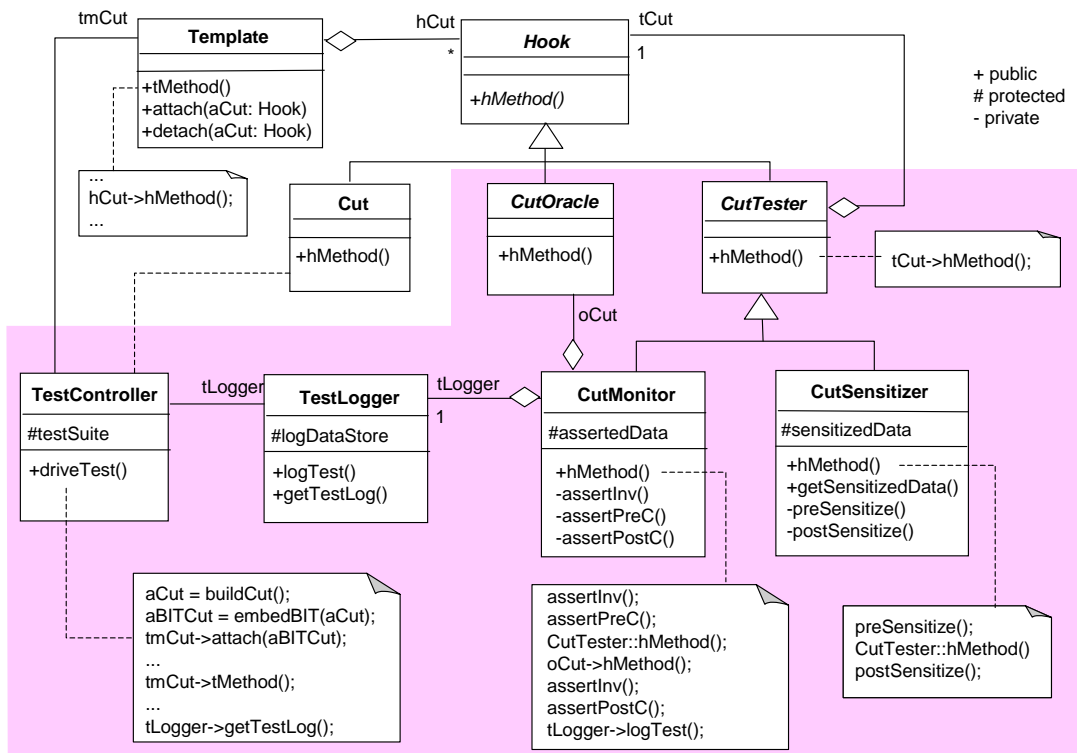 tmCut
hCut
tCut
Template
*
Hook
1
+tMethod()
+attach(aCut: Hook)
+detach(aCut: Hook)
+hMethod()
+ public
# protected
- private
...
hCut->hMethod();
...
Cut
+hMethod()
CutOracle
+hMethod()
CutTester
+hMethod()
tCut->hMethod();
oCut
TestController
#testSuite
+driveTest()
tLogger
TestLogger
#logDataStore
+logTest()
+getTestLog()
tLogger
1
CutMonitor
#assertedData
+hMethod()
-assertInv()
-assertPreC()
-assertPostC()
CutSensitizer
#sensitizedData
+hMethod()
+getSensitizedData()
-preSensitize()
-postSensitize()
aCut = buildCut();
aBITCut = embedBIT(aCut);
tmCut->attach(aBITCut);
...
tmCut->tMethod();
...
tLogger->getTestLog();
assertInv();
assertPreC();
CutTester::hMethod();
oCut->hMethod();
assertInv();
assertPostC();
tLogger->logTest();
preSensitize();
CutTester::hMethod()
postSensitize();